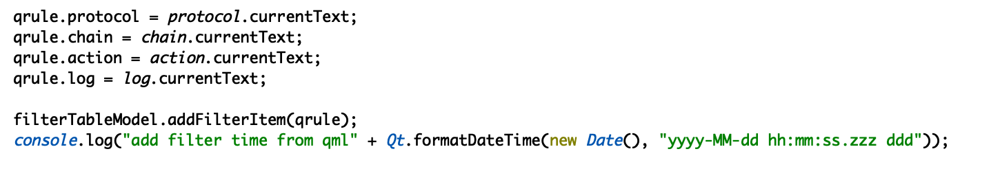 qrule.protocol = protocol.currentText;
qrule.chain = chain.currentText;
qrule.action = action.currentText;
qrule.log = log.currentText;
filterTableModel.addFilterItem(qrule);
console.log("add filter time from qml" + Qt.formatDateTime(new Date(), "yyyy-MM-dd hh:mm:ss.zzz ddd"));